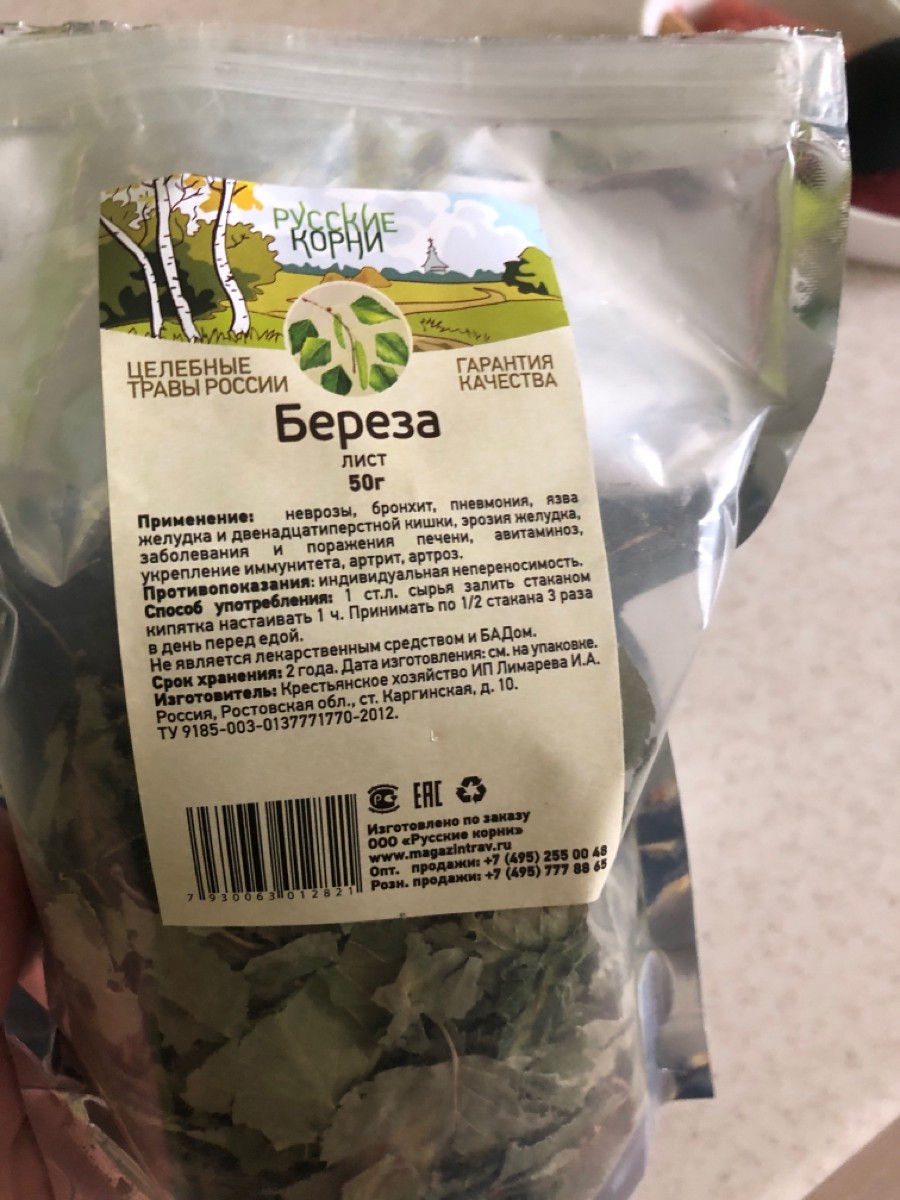 РУССКИЕ
КОРНИ
ЦЕЛЕБНЫЕ
ТРАВЫ РОССИИ
ГАРАНТИЯ
КАЧЕСТВА
Береза
лист
50г
Применение: неврозы, бронхит, пневмония, язва
желудка и двенадцатиперстной кишки, эрозия желудка,
заболевания и поражения печени, авитаминоз,
укрепление иммунитета, артрит, артроз.
Противопоказания: индивидуальная непереносимость.
Способ употребления: 1 ст.л. сырья залить стаканом
кипятка настаивать 1 ч. Принимать по 1/2 стакана 3 раза
в день перед едой.
Не является лекарственным средством и БАДом.
Срок хранения: 2 года. Дата изготовления: см. на упаковке.
Изготовитель: Крестьянское хозяйство ИП Лимарева И.А.
Россия, Ростовская обл., ст. Каргинская, д. 10.
ТУ 9185-003-0137771770-2012.
ЕАС
Изготовлено по заказу
ООО «Русские корни»
www.magazintrav.ru
Опт. продажи: +7 (495) 255 00 48
Розн. продажи: +7 (495) 777 88 65
7 930063 012821